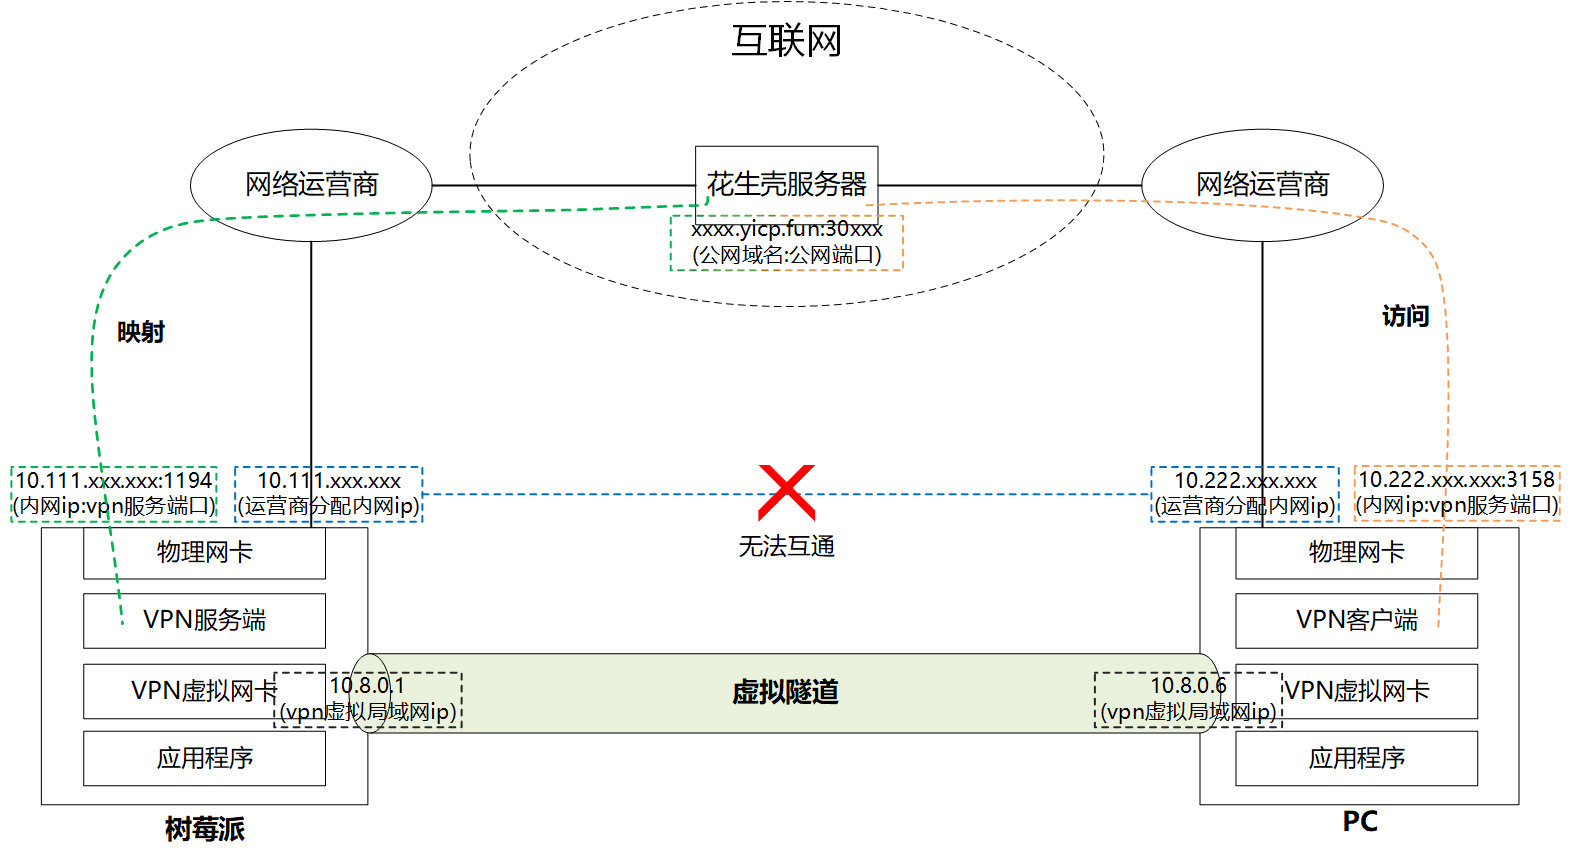 互联网
网络运营商
花生壳服务器
网络运营商
xxxx.yicp.fun:30xxx
(公网域名:公网端口)
映射
访问
10.111.xxx.xxx:1194
(内网ip:vpn服务端口)
10.111.xxx.xxx
(运营商分配内网ip)
10.222.xxx.xxx
(运营商分配内网ip)
10.222.xxx.xxx:3158
(内网ip:vpn服务端口)
无法互通
物理网卡
VPN服务端
VPN虚拟网卡
应用程序
树莓派
10.8.0.1
(vpn虚拟局域网ip)
虚拟隧道
10.8.0.6
(vpn虚拟局域网ip)
物理网卡
VPN客户端
VPN虚拟网卡
应用程序
PC